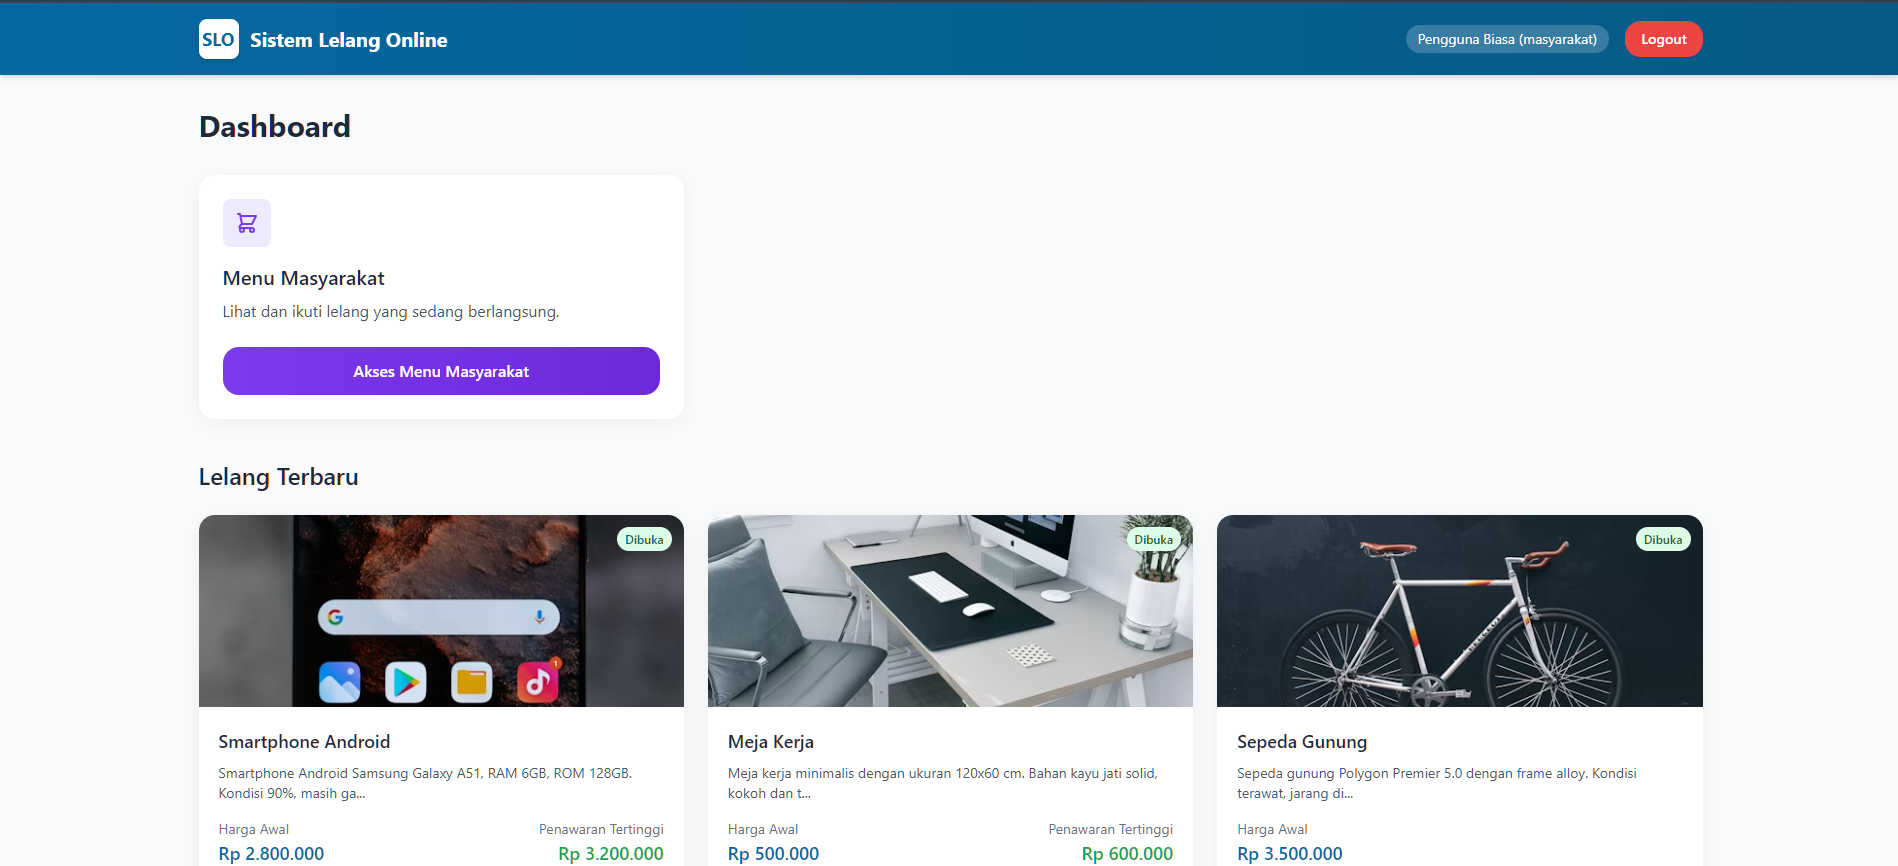 SLO Sistem Lelang Online
Pengguna Biasa (masyarakat) Logout
Dashboard
Menu Masyarakat
Lihat dan ikuti lelang yang sedang berlangsung.
Akses Menu Masyarakat
Lelang Terbaru
Dibuka
1
Smartphone Android
Smartphone Android Samsung Galaxy A51, RAM 6GB, ROM 128GB.
Kondisi 90%, masih ga...
Harga Awal Penawaran Tertinggi
Rp 2.800.000 Rp 3.200.000
Dibuka
Meja Kerja
Meja kerja minimalis dengan ukuran 120x60 cm. Bahan kayu jati solid,
kokoh dan t...
Harga Awal Penawaran Tertinggi
Rp 500.000 Rp 600.000
Dibuka
PEUGEOT
Sepeda Gunung
Sepeda gunung Polygon Premier 5.0 dengan frame alloy. Kondisi
terawat, jarang di...
Harga Awal
Rp 3.500.000